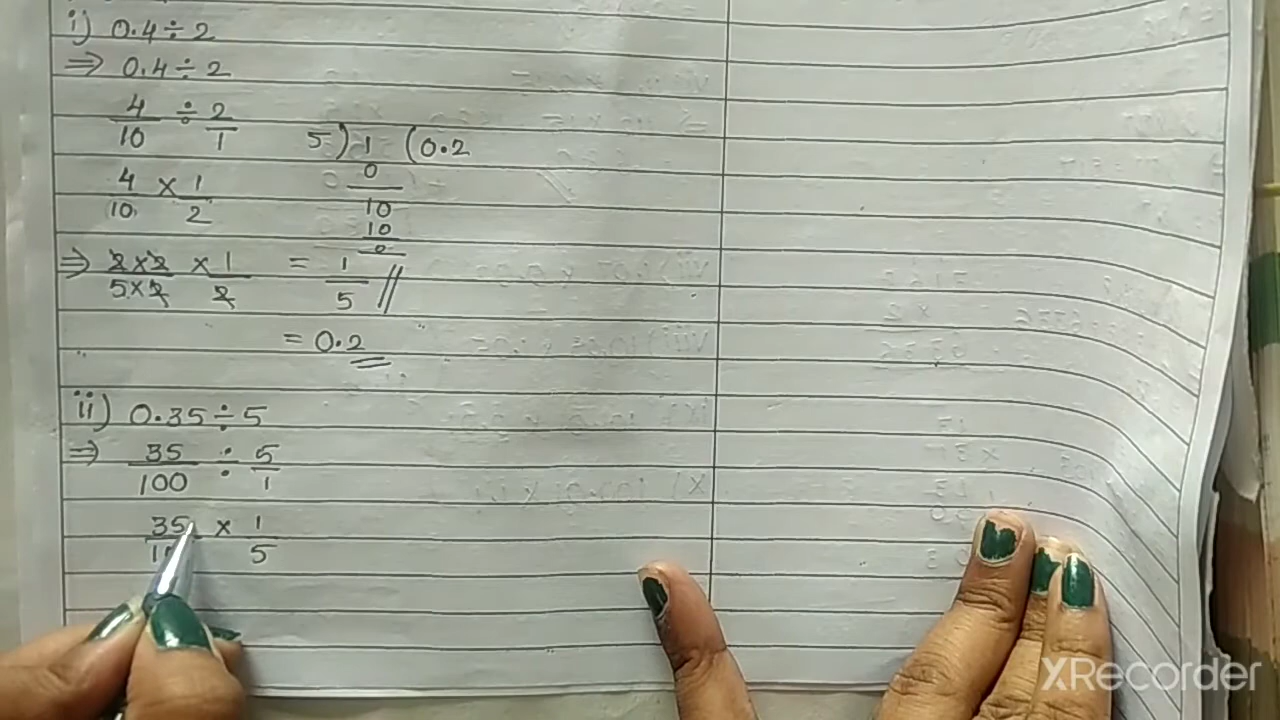 i) 0.4÷2
⇒ 0.4÷2
4/10 ÷ 2/1
5) 1 (0.2
0
10
10
0
4/10 × 1/2
⇒ 2×2/5×2 × 1/2 = 1/5 //
= 0.2
ii) 0.35÷5
⇒ 35/100 ÷ 5/1
35/ × 1/5
XRecorder